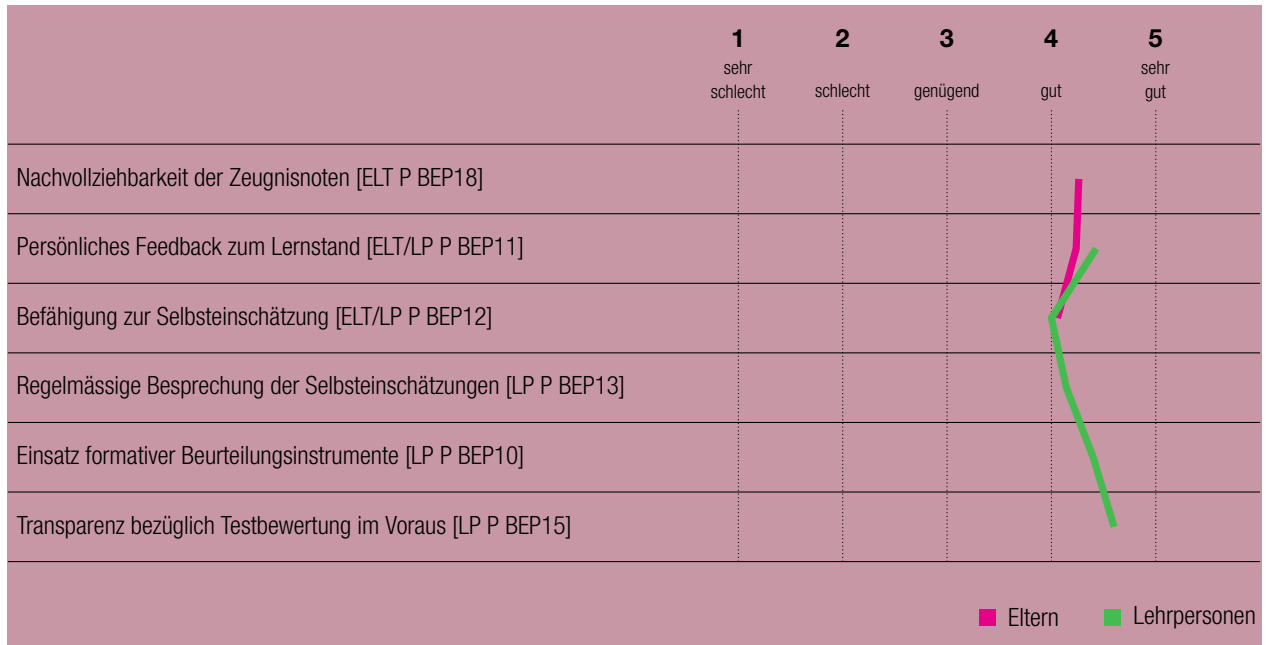 1 2 3 4 5
sehr schlecht schlecht genügend gut sehr gut
Nachvollziehbarkeit der Zeugnisnoten [ELT P BEP18]
Persönliches Feedback zum Lernstand [ELT/LP P BEP11]
Befähigung zur Selbsteinschätzung [ELT/LP P BEP12]
Regelmässige Besprechung der Selbsteinschätzungen [LP P BEP13]
Einsatz formativer Beurteilungsinstrumente [LP P BEP10]
Transparenz bezüglich Testbewertung im Voraus [LP P BEP15]
Eltern Lehrpersonen